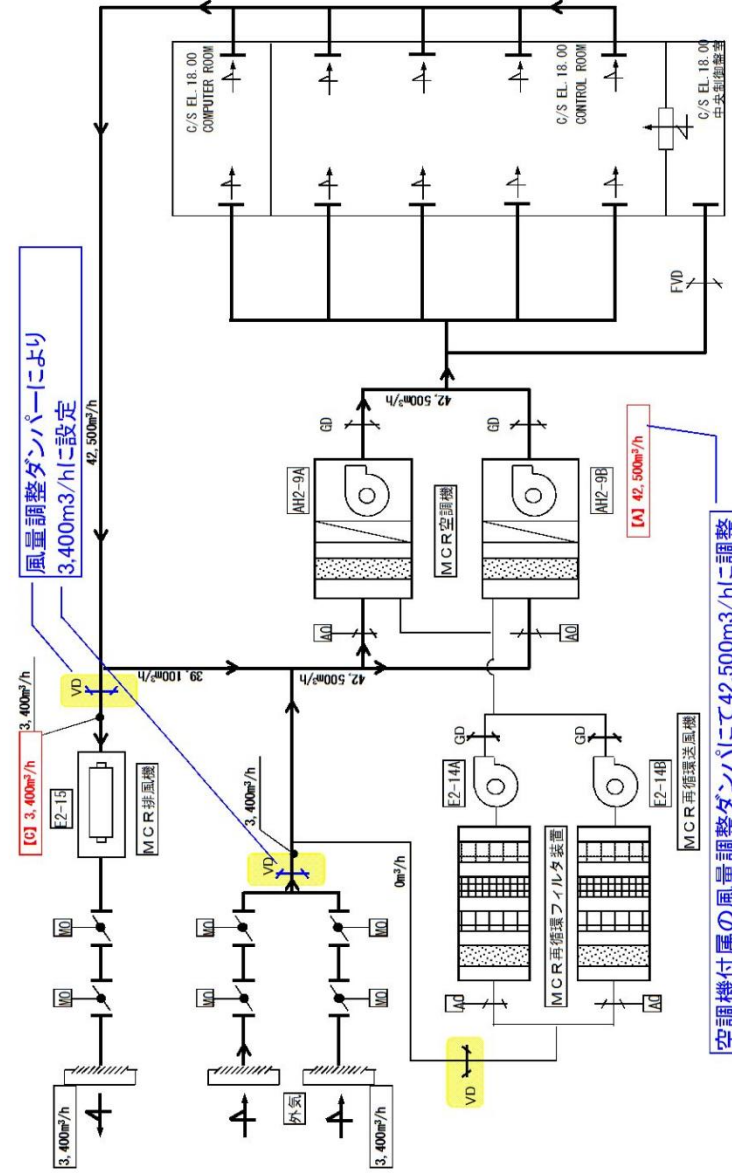 風量調整ダンパーにより
3,400m3/hに設定
42,500m³/h
C/S EL.18.00
COMPUTER ROOM
C/S EL.18.00
CONTROL ROOM
C/S EL.18.00
中央制御盤室
FVD
【C】3,400m³/h
3,400m³/h
VD
E2-15
MCR排風機
MO
MO
3,400m³/h
39,100m³/h
42,500m³/h
3,400m³/h
VD
MO
MO
MO
MO
外気
3,400m³/h
0m³/h
VD
AO
AO
GD
GD
AH2-9A
MCR空調機
AH2-9B
42,500m³/h
【A】42,500m³/h
AO
AO
GD
GD
E2-14A
E2-14B
MCR再循環送風機
MCR再循環フィルタ装置
空調機付属の風量調整ダンパにて42,500m3/hに調整